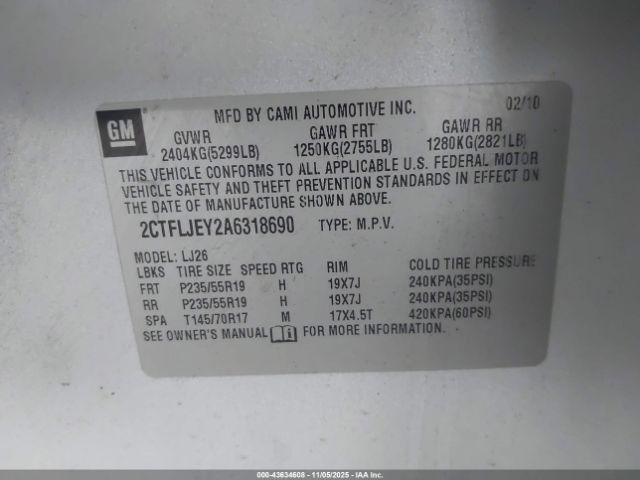 GM
MFD BY CAMI AUTOMOTIVE INC. 02/10
GVWR GAWR FRT GAWR RR
2404KG(5299LB) 1250KG(2755LB) 1280KG(2821LB)
THIS VEHICLE CONFORMS TO ALL APPLICABLE U.S. FEDERAL MOTOR
VEHICLE SAFETY AND THEFT PREVENTION STANDARDS IN EFFECT ON
THE DATE OF MANUFACTURE SHOWN ABOVE.
2CTFLJEY2A6318690 TYPE: M.P.V.
MODEL: LJ26
LBKS TIRE SIZE SPEED RTG RIM COLD TIRE PRESSURE
FRT P235/55R19 H 19X7J 240KPA(35PSI)
RR P235/55R19 H 19X7J 240KPA(35PSI)
SPA T145/70R17 M 17X4.5T 420KPA(60PSI)
SEE OWNER'S MANUAL FOR MORE INFORMATION.
000-43634608 - 11/05/2025 - IAAI.CA